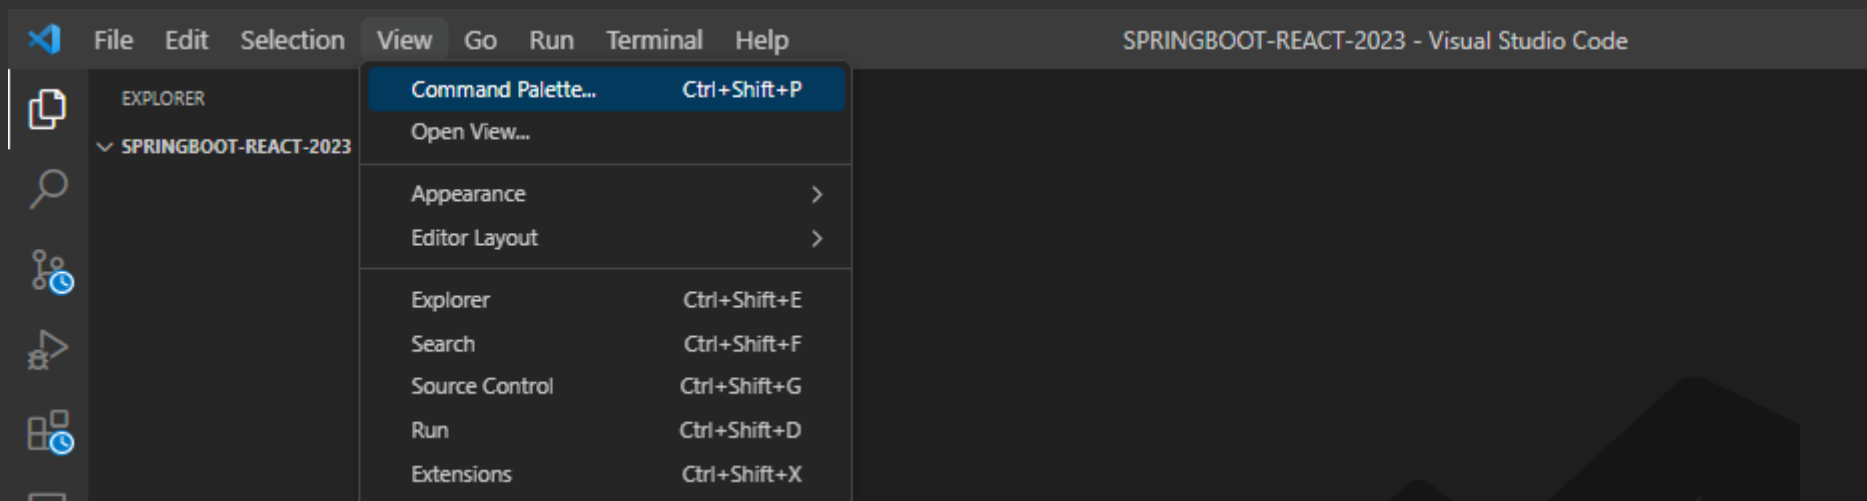 File Edit Selection View Go Run Terminal Help SPRINGBOOT-REACT-2023 - Visual Studio Code
EXPLORER
SPRINGBOOT-REACT-2023
Command Palette... Ctrl+Shift+P
Open View...
Appearance
Editor Layout
Explorer Ctrl+Shift+E
Search Ctrl+Shift+F
Source Control Ctrl+Shift+G
Run Ctrl+Shift+D
Extensions Ctrl+Shift+X